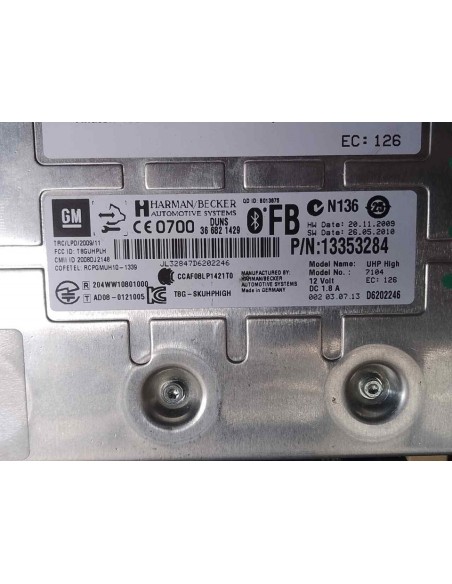 EC: 126
GM
HARMAN/BECKER
AUTOMOTIVE SYSTEMS
CE 0700
DUNS
36 682 1429
FB
N136
HW Date: 20.11.2009
SW Date: 26.05.2010
P/N:13353284
TRC/LPD/2009/11
FCC ID: T8GUHPLH
CMII ID: 2008DJ2148
COFETEL: RCPGMUH10-1339
JL32847D6202246
204WW10801000
AD08-0121005
CCAF08LP1421T0
T8G-SKUHPHIGH
MANUFACTURED BY:
HARMAN/BECKER
AUTOMOTIVE SYSTEMS
Made in GERMANY
Model Name: UHP High
Model No.: 7104
12 Volt EC: 126
DC 1.8 A
002 03.07.13 D6202246